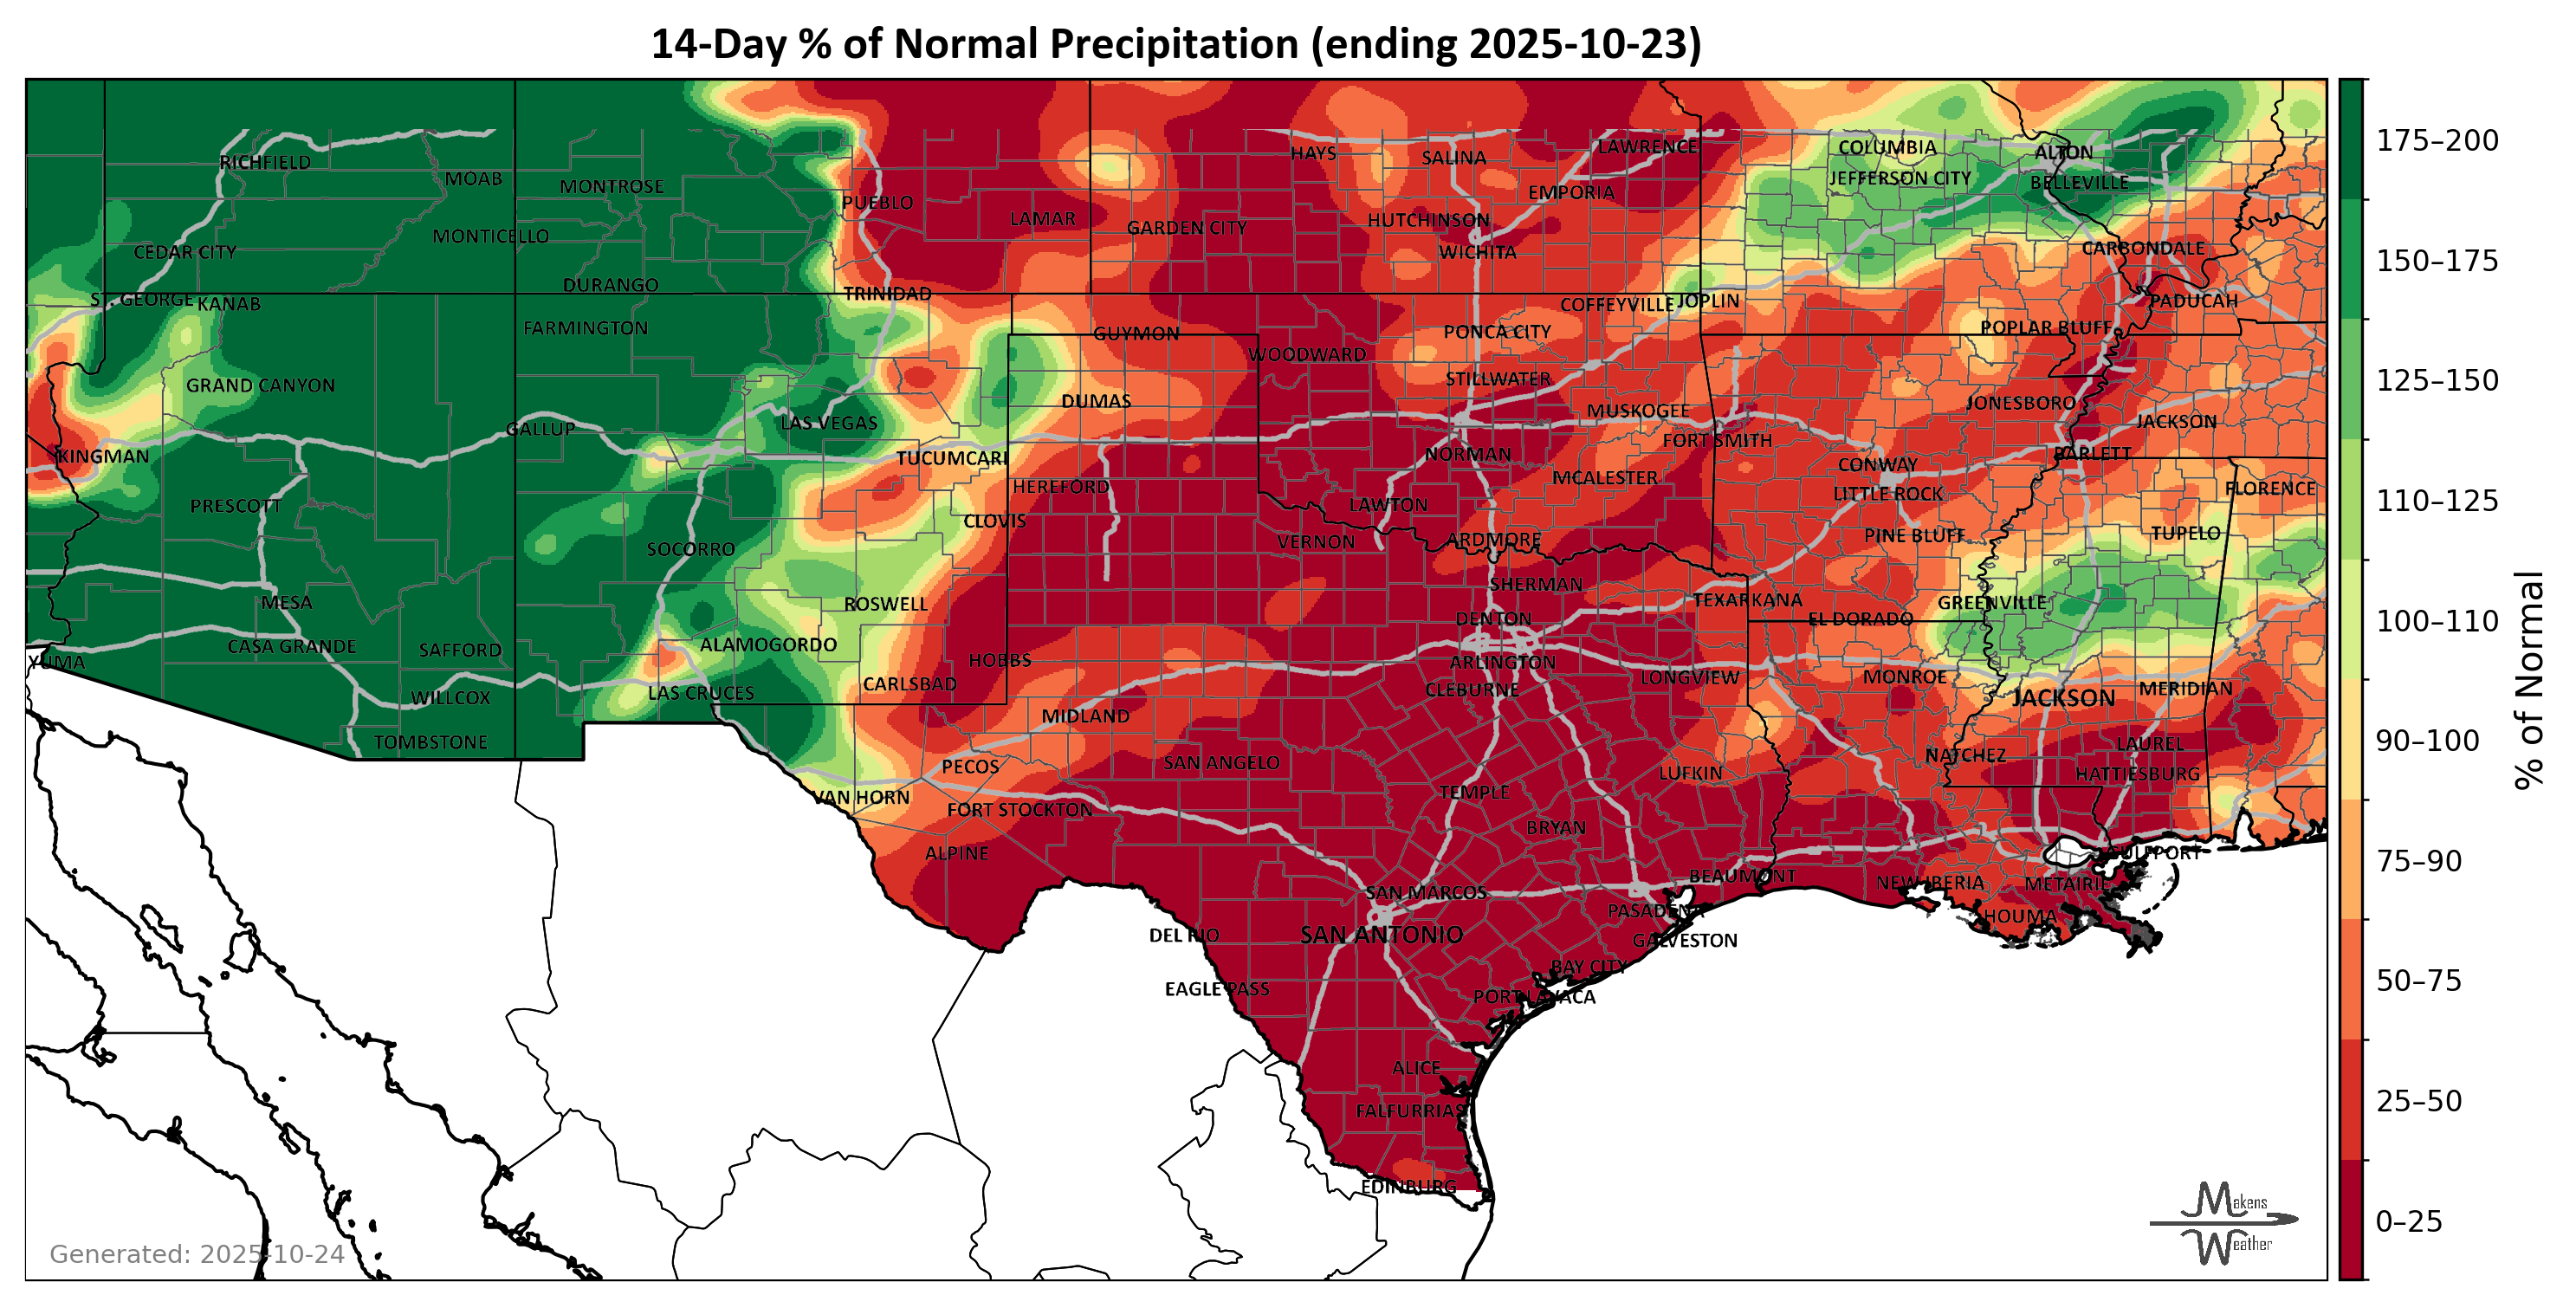 14-Day % of Normal Precipitation (ending 2025-10-23)
RICHFIELD
MOAB
MONTROSE
PUEBLO
LAMAR
HAYS
SALINA
LAWRENCE
COLUMBIA
ALTON
JEFFERSON CITY
BELLEVILLE
EMPORIA
GARDEN CITY
HUTCHINSON
WICHITA
MONTICELLO
CEDAR CITY
CARBONDALE
DURANGO
TRINIDAD
ST. GEORGE
KANAB
COFFEYVILLE
JOPLIN
PADUCAH
FARMINGTON
GUYMON
PONCA CITY
POPLAR BLUFF
WOODWARD
STILLWATER
GRAND CANYON
DUMAS
MUSKOGEE
JONESBORO
JACKSON
GALLUP
LAS VEGAS
FORT SMITH
KINGMAN
TUCUMCARI
NORMAN
BARLETT
CONWAY
HEREFORD
MCALESTER
LITTLE ROCK
FLORENCE
PRESCOTT
LAWTON
CLOVIS
PINE BLUFF
TUPELO
SOCORRO
VERNON
ARDMORE
SHERMAN
MESA
ROSWELL
TEXARKANA
GREENVILLE
DENTON
EL DORADO
CASA GRANDE
SAFFORD
ALAMOGORDO
YUMA
HOBBS
ARLINGTON
CARLSBAD
CLEBURNE
LONGVIEW
MONROE
JACKSON
MERIDIAN
WILLCOX
LAS CRUCES
MIDLAND
TOMBSTONE
LAUREL
NATCHEZ
PECOS
SAN ANGELO
LUFKIN
HATTIESBURG
VAN HORN
FORT STOCKTON
TEMPLE
BRYAN
ALPINE
GULFPORT
BEAUMONT
NEW IBERIA
METAIRIE
SAN MARCOS
PASADENA
HOUMA
DEL RIO
SAN ANTONIO
GALVESTON
BAY CITY
EAGLE PASS
PORT LAVACA
ALICE
FALFURRIAS
EDINBURG
175–200
150–175
125–150
110–125
100–110
90–100
75–90
50–75
25–50
0–25
% of Normal
Makens
Weather
Generated: 2025-10-24